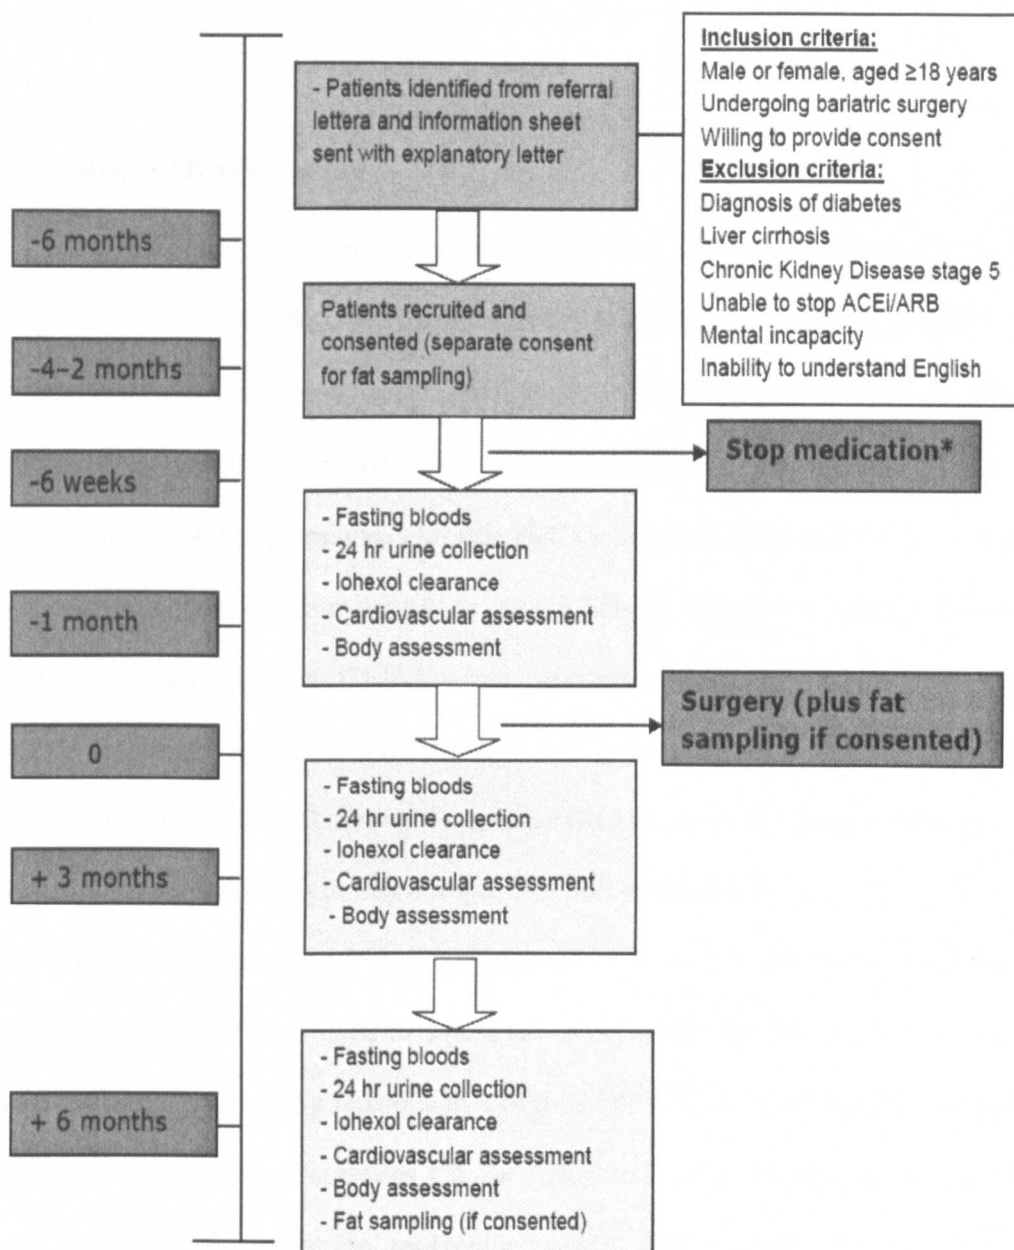 - Patients identified from referral
lettera and information sheet
sent with explanatory letter
Inclusion criteria:
Male or female, aged ≥18 years
Undergoing bariatric surgery
Willing to provide consent
Exclusion criteria:
Diagnosis of diabetes
Liver cirrhosis
Chronic Kidney Disease stage 5
Unable to stop ACEi/ARB
Mental incapacity
Inability to understand English
-6 months
Patients recruited and
consented (separate consent
for fat sampling)
-4–2 months
Stop medication*
-6 weeks
- Fasting bloods
- 24 hr urine collection
- Iohexol clearance
- Cardiovascular assessment
- Body assessment
-1 month
Surgery (plus fat
sampling if consented)
0
- Fasting bloods
- 24 hr urine collection
- Iohexol clearance
- Cardiovascular assessment
- Body assessment
+ 3 months
- Fasting bloods
- 24 hr urine collection
- Iohexol clearance
- Cardiovascular assessment
- Body assessment
- Fat sampling (if consented)
+ 6 months